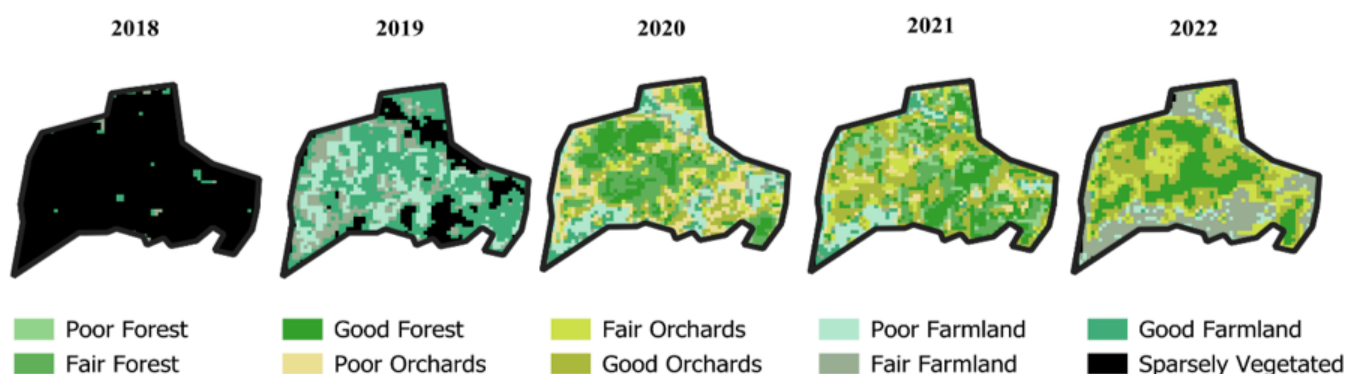 2018 2019 2020 2021 2022
Poor Forest Good Forest Fair Orchards Poor Farmland Good Farmland
Fair Forest Poor Orchards Good Orchards Fair Farmland Sparsely Vegetated